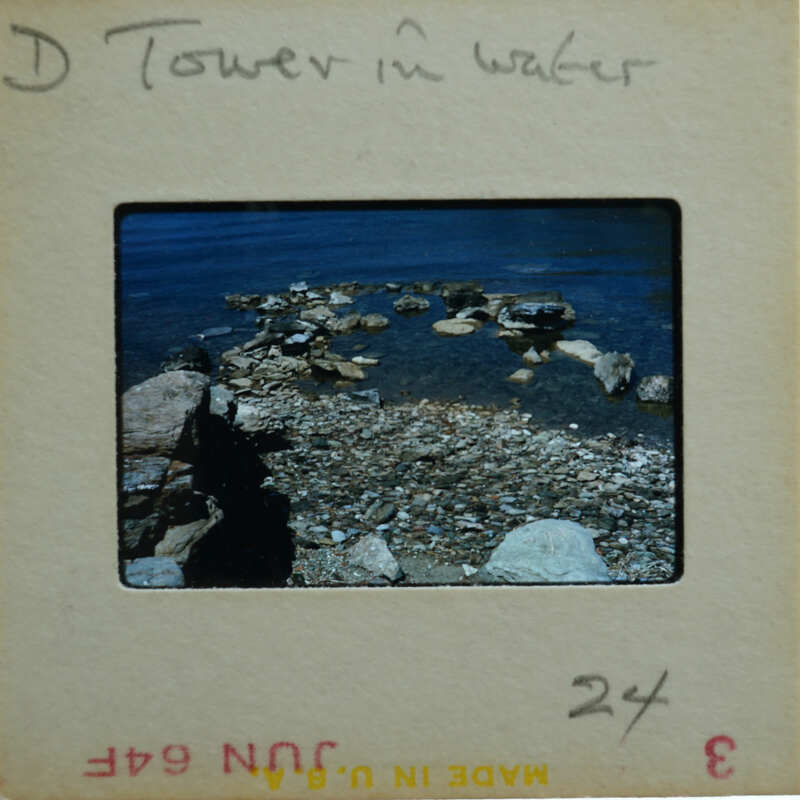 D Tower in water
24
JUN 64F
MADE IN U.S.A.
3